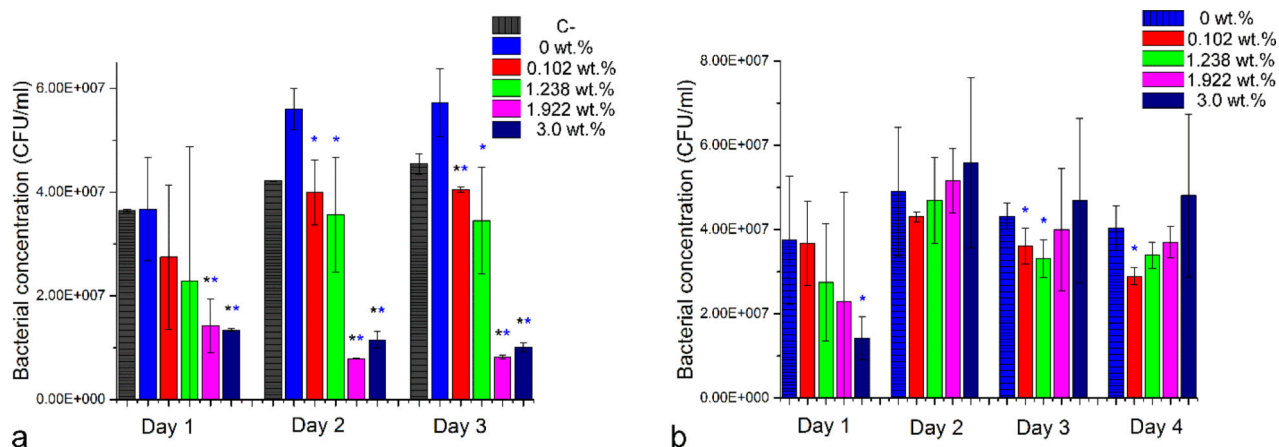 C-
0 wt.%
0.102 wt.%
1.238 wt.%
1.922 wt.%
3.0 wt.%
Bacterial concentration (CFU/ml)
6.00E+007
4.00E+007
2.00E+007
0.00E+000
* *
* *
*
*
* *
* *
* *
*
* *
* *
Day 1 Day 2 Day 3
a
0 wt.%
0.102 wt.%
1.238 wt.%
1.922 wt.%
3.0 wt.%
Bacterial concentration (CFU/ml)
8.00E+007
6.00E+007
4.00E+007
2.00E+007
0.00E+000
*
*
*
*
Day 1 Day 2 Day 3 Day 4
b